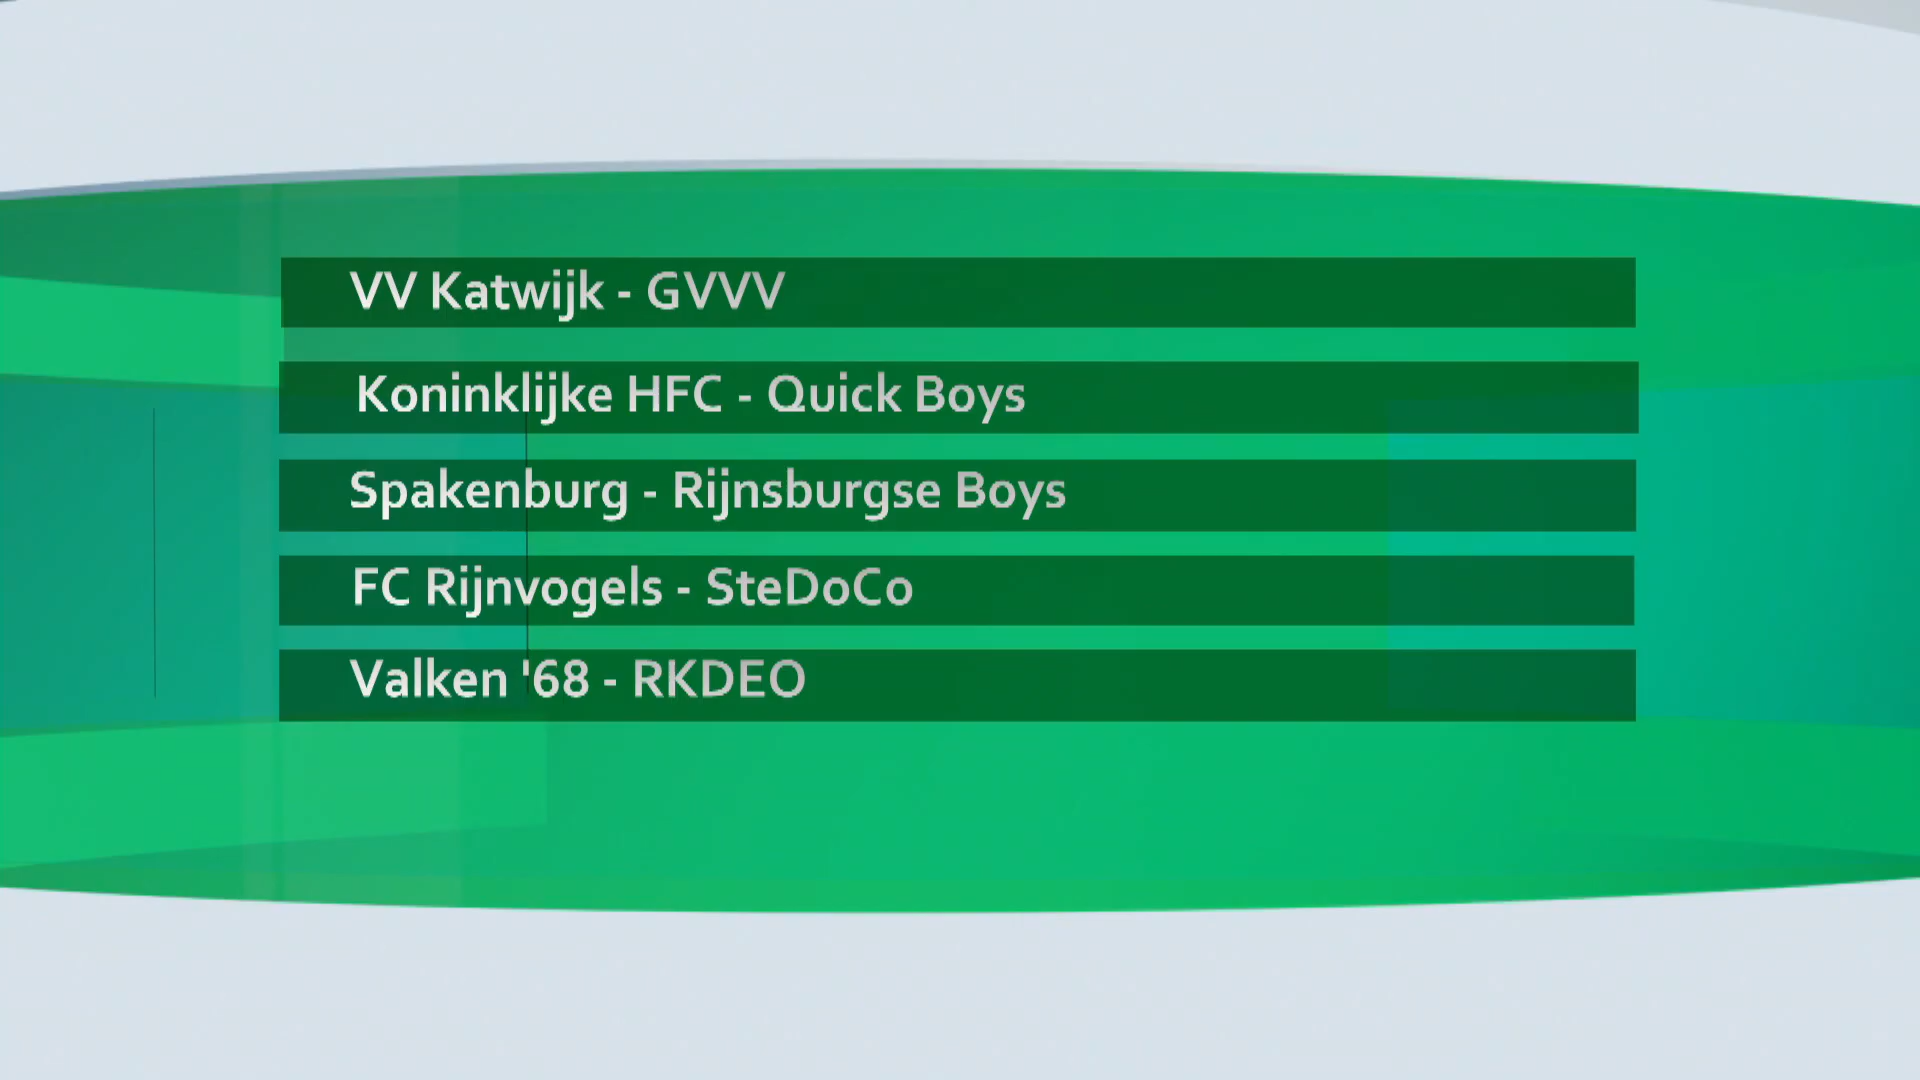 VV Katwijk - GVVV
Koninklijke HFC - Quick Boys
Spakenburg - Rijnsburgse Boys
FC Rijnvogels - SteDoCo
Valken '68 - RKDEO